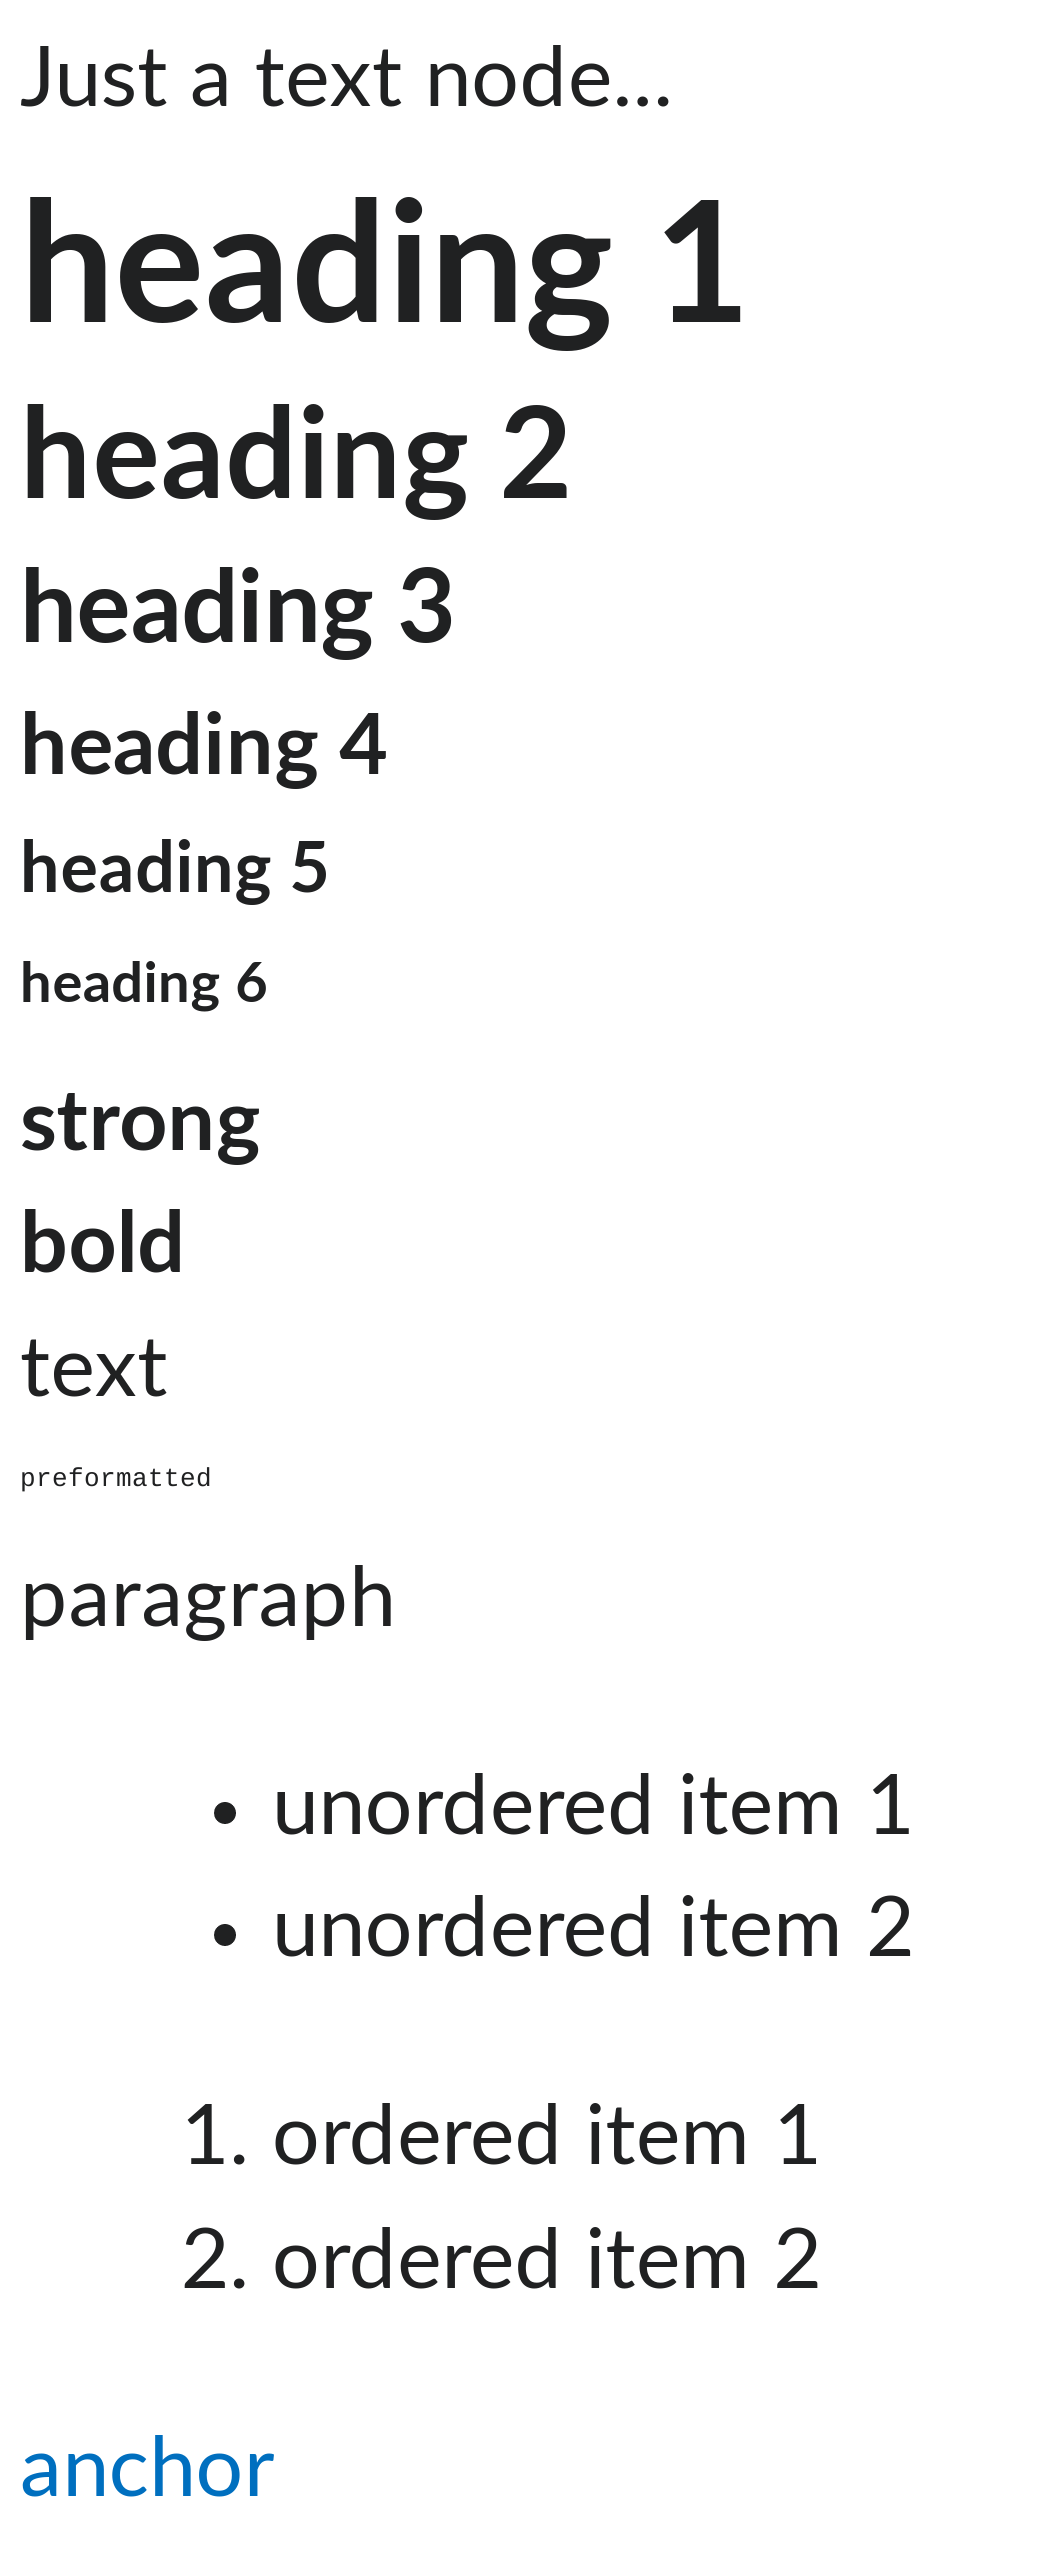 Just a text node...
heading 1
heading 2
heading 3
heading 4
heading 5
heading 6
strong
bold
text
preformatted
paragraph
• unordered item 1
• unordered item 2
1. ordered item 1
2. ordered item 2
anchor